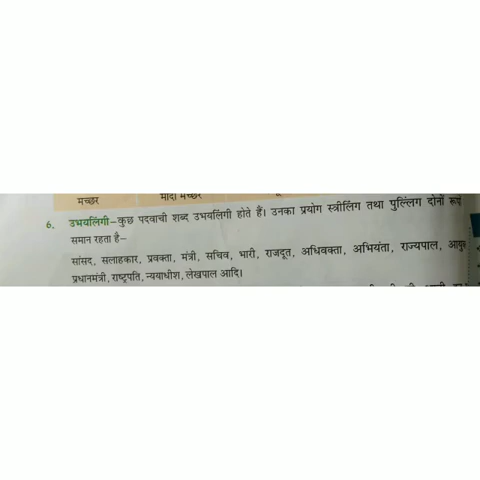 मच्छर मादा मच्छर
6. उभयलिंगी–कुछ पदवाची शब्द उभयलिंगी होते हैं। उनका प्रयोग स्त्रीलिंग तथा पुल्लिंग दोनों रूपों
समान रहता है–
सांसद, सलाहकार, प्रवक्ता, मंत्री, सचिव, भारी, राजदूत, अधिवक्ता, अभियंता, राज्यपाल,
प्रधानमंत्री, राष्ट्रपति, न्यायाधीश, लेखपाल आदि।